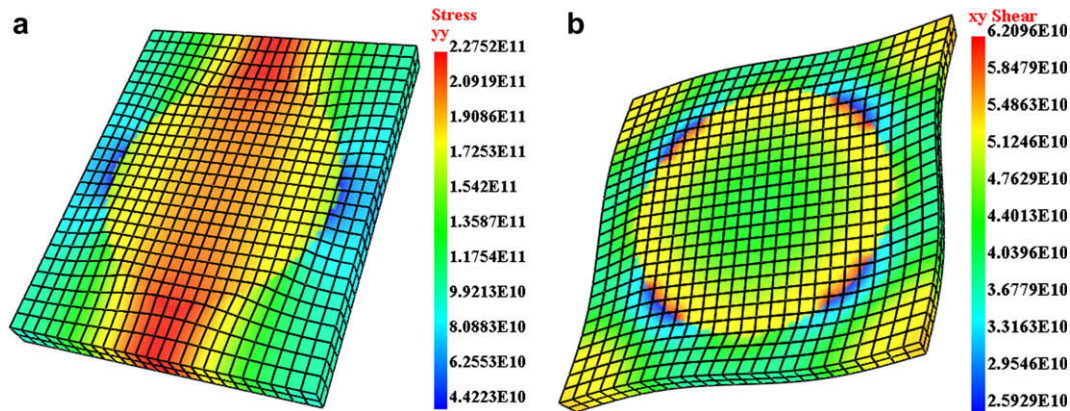 a
Stress
yy
2.2752E11
2.0919E11
1.9086E11
1.7253E11
1.542E11
1.3587E11
1.1754E11
9.9213E10
8.0883E10
6.2553E10
4.4223E10
b
xy Shear
6.2096E10
5.8479E10
5.4863E10
5.1246E10
4.7629E10
4.4013E10
4.0396E10
3.6779E10
3.3163E10
2.9546E10
2.5929E10